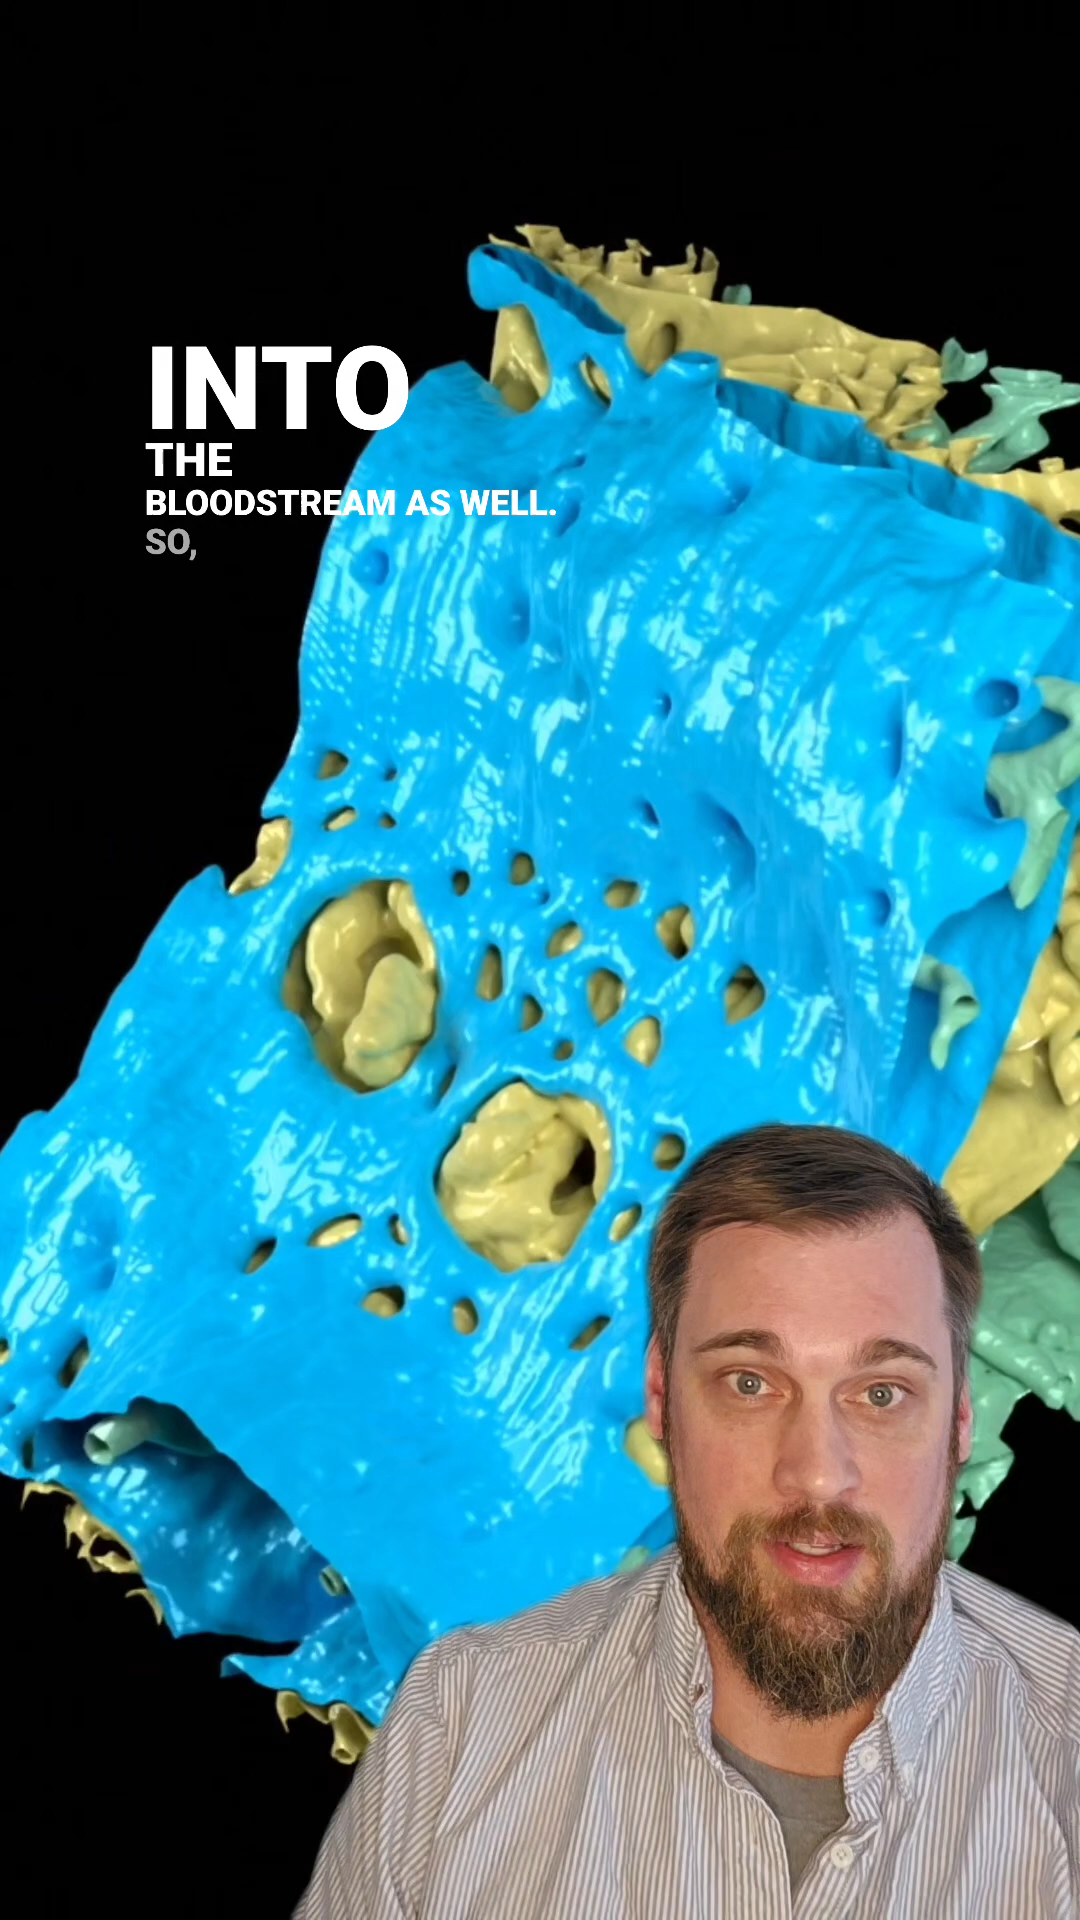 INTO
THE
BLOODSTREAM AS WELL.
SO,